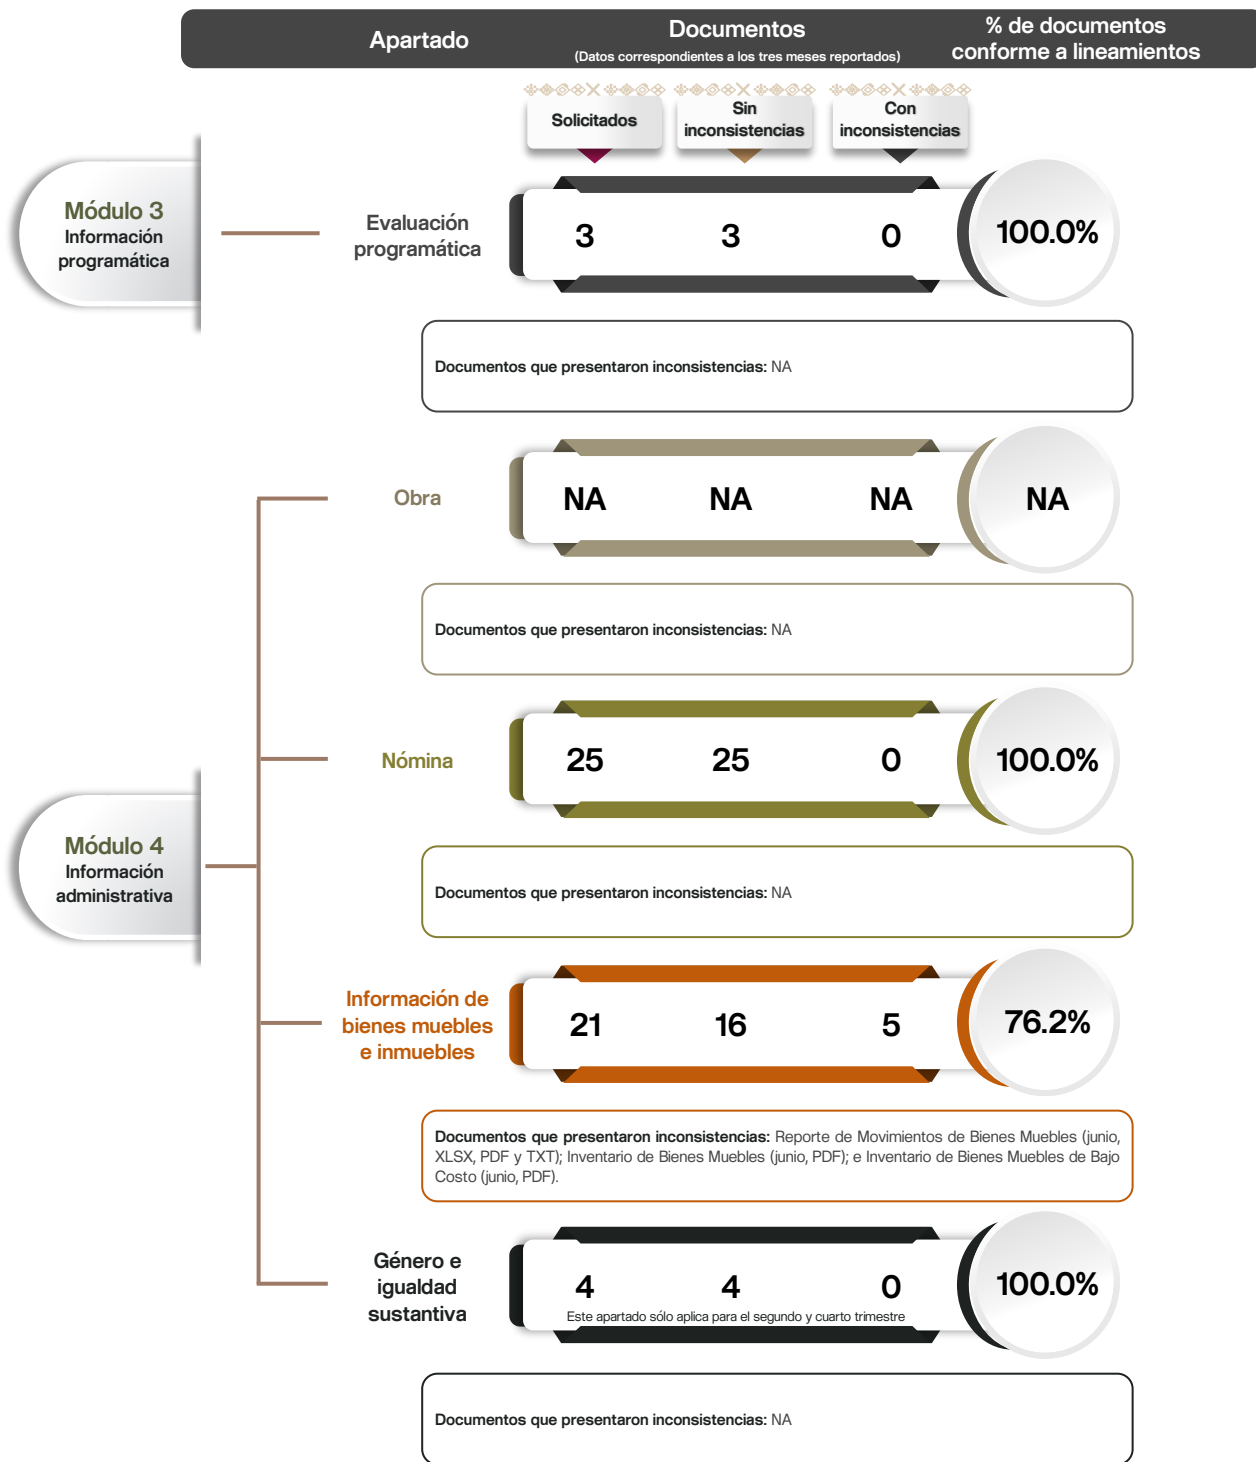 Apartado
Documentos
(Datos correspondientes a los tres meses reportados)
% de documentos
conforme a lineamientos
Solicitados
Sin
inconsistencias
Con
inconsistencias
Módulo 3
Información
programática
Evaluación
programática
3 3 0 100.0%
Documentos que presentaron inconsistencias: NA
Obra
NA NA NA NA
Documentos que presentaron inconsistencias: NA
Nómina
25 25 0 100.0%
Documentos que presentaron inconsistencias: NA
Módulo 4
Información
administrativa
Información de
bienes muebles
e inmuebles
21 16 5 76.2%
Documentos que presentaron inconsistencias: Reporte de Movimientos de Bienes Muebles (junio,
XLSX, PDF y TXT); Inventario de Bienes Muebles (junio, PDF); e Inventario de Bienes Muebles de Bajo
Costo (junio, PDF).
Género e
igualdad
sustantiva
4 4 0 100.0%
Este apartado sólo aplica para el segundo y cuarto trimestre
Documentos que presentaron inconsistencias: NA